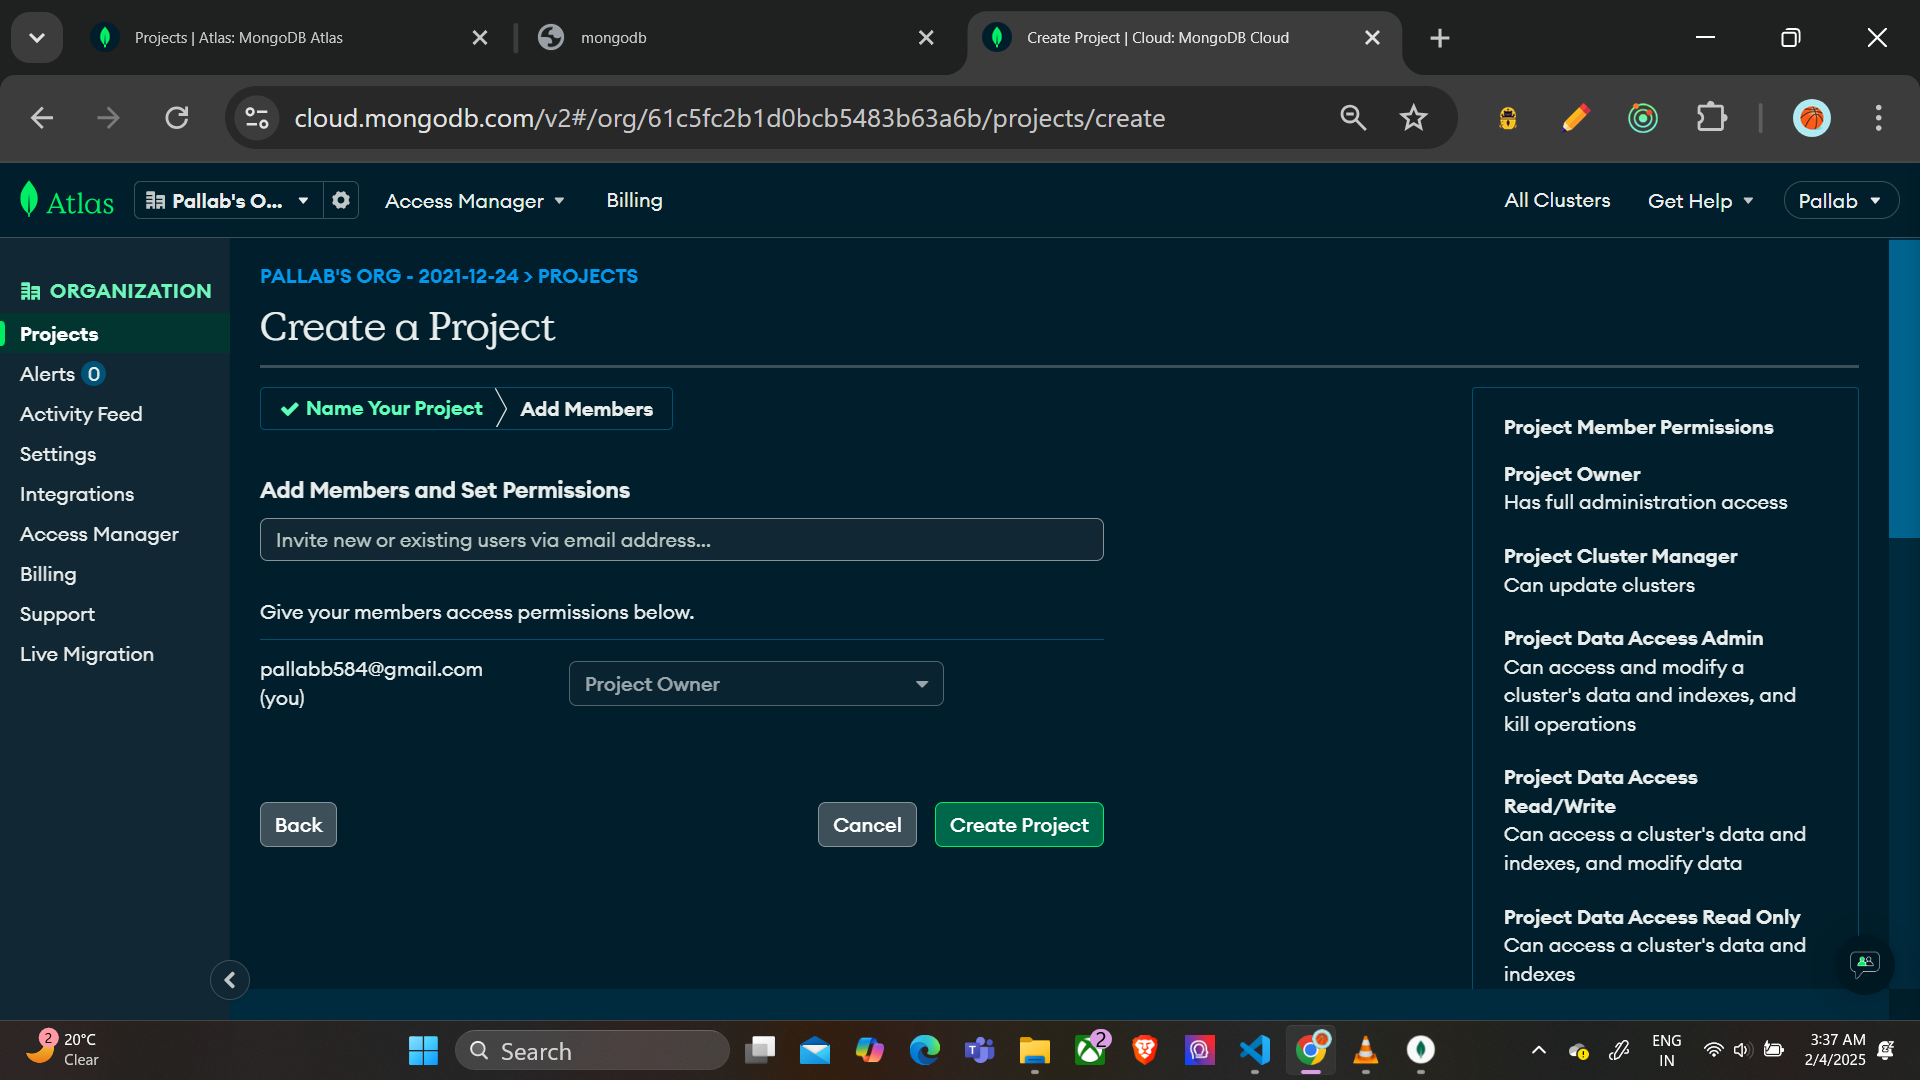 Projects | Atlas: MongoDB Atlas
mongodb
Create Project | Cloud: MongoDB Cloud
cloud.mongodb.com/v2#/org/61c5fc2b1d0bcb5483b63a6b/projects/create
Atlas
Pallab's O...
Access Manager
Billing
All Clusters
Get Help
Pallab
ORGANIZATION
Projects
Alerts 0
Activity Feed
Settings
Integrations
Access Manager
Billing
Support
Live Migration
PALLAB'S ORG - 2021-12-24 > PROJECTS
Create a Project
Name Your Project
Add Members
Add Members and Set Permissions
Invite new or existing users via email address...
Give your members access permissions below.
pallabb584@gmail.com
(you)
Project Owner
Back
Cancel
Create Project
Project Member Permissions
Project Owner
Has full administration access
Project Cluster Manager
Can update clusters
Project Data Access Admin
Can access and modify a
cluster's data and indexes, and
kill operations
Project Data Access
Read/Write
Can access a cluster's data and
indexes, and modify data
Project Data Access Read Only
Can access a cluster's data and
indexes
2
20°C
Clear
Search
2
ENG
IN
3:37 AM
2/4/2025